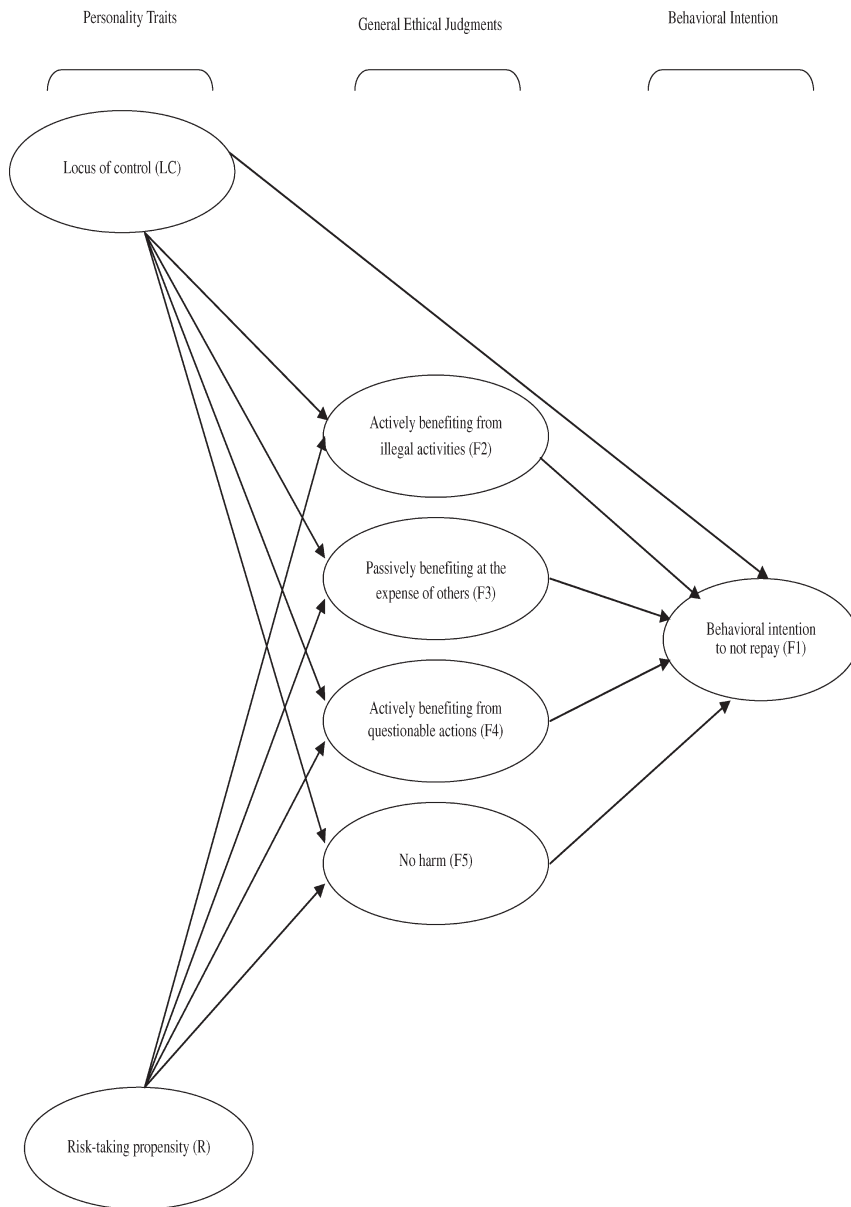 Personality Traits
General Ethical Judgments
Behavioral Intention
Locus of control (LC)
Actively benefiting from
illegal activities (F2)
Passively benefiting at the
expense of others (F3)
Behavioral intention
to not repay (F1)
Actively benefiting from
questionable actions (F4)
No harm (F5)
Risk-taking propensity (R)